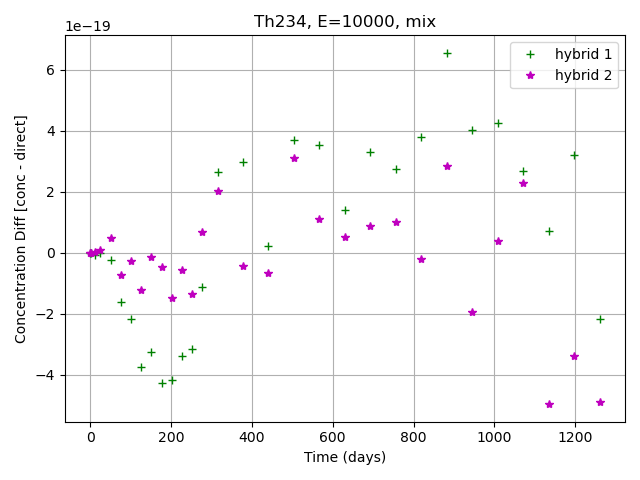 Th234, E=10000, mix
1e−19
hybrid 1
hybrid 2
6
4
2
0
−2
−4
Concentration Diff [conc - direct]
0 200 400 600 800 1000 1200
Time (days)